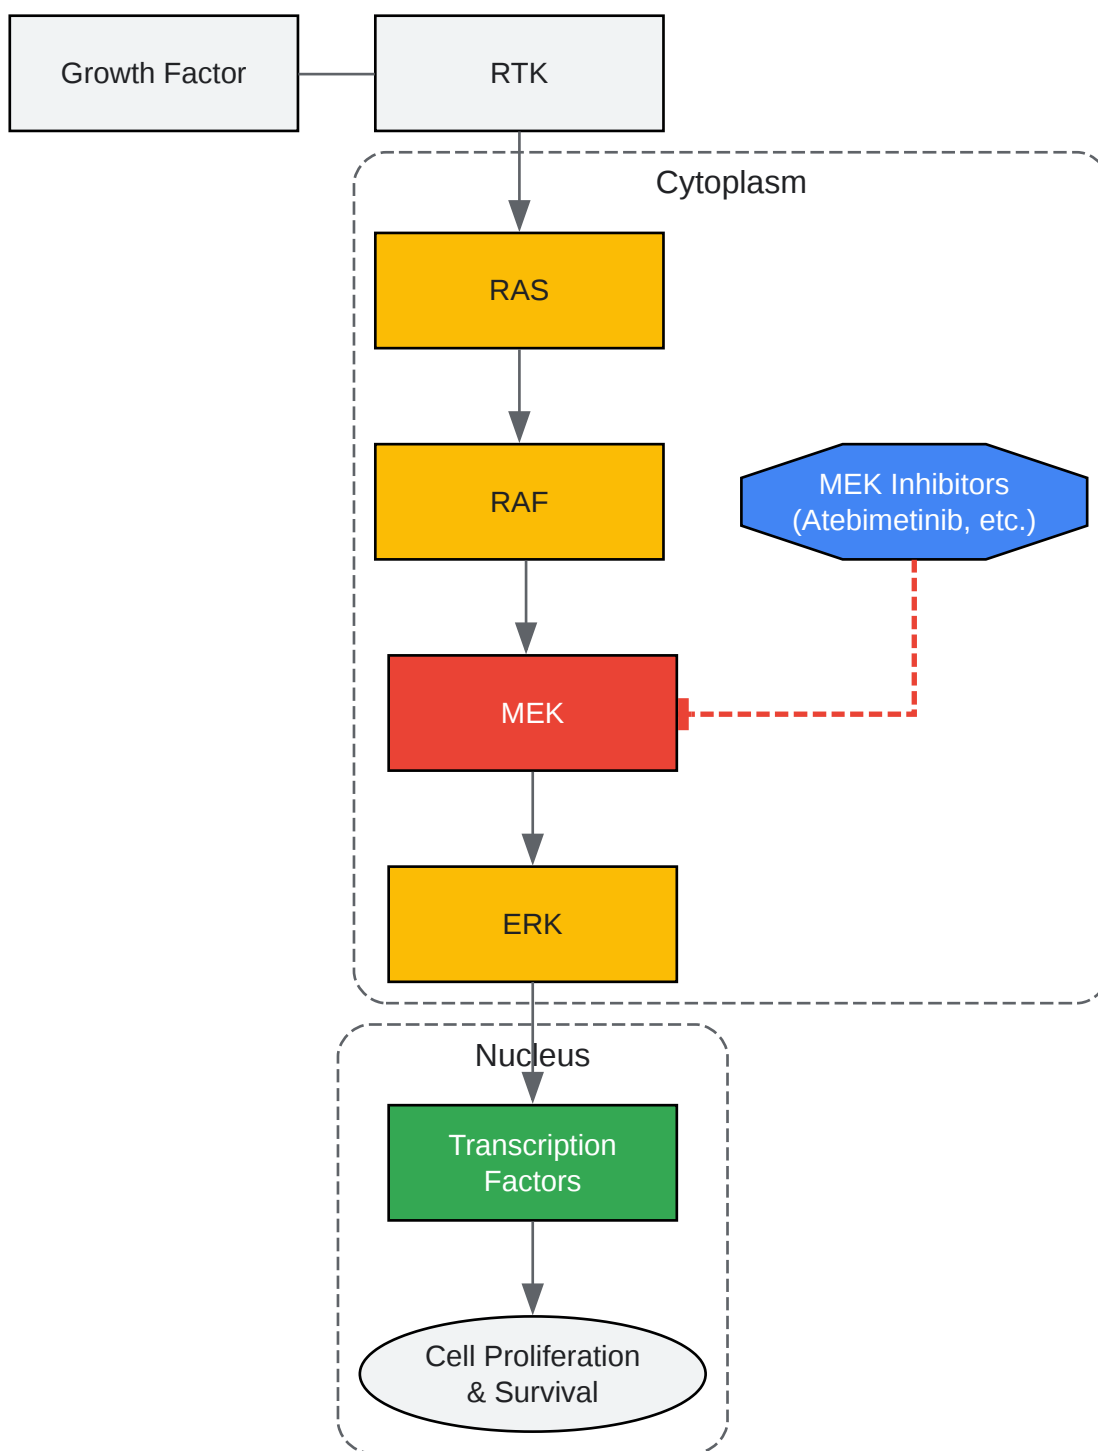 Growth Factor
RTK
Cytoplasm
RAS
RAF
MEK Inhibitors
(Atebimetinib, etc.)
MEK
ERK
Nucleus
Transcription
Factors
Cell Proliferation
& Survival